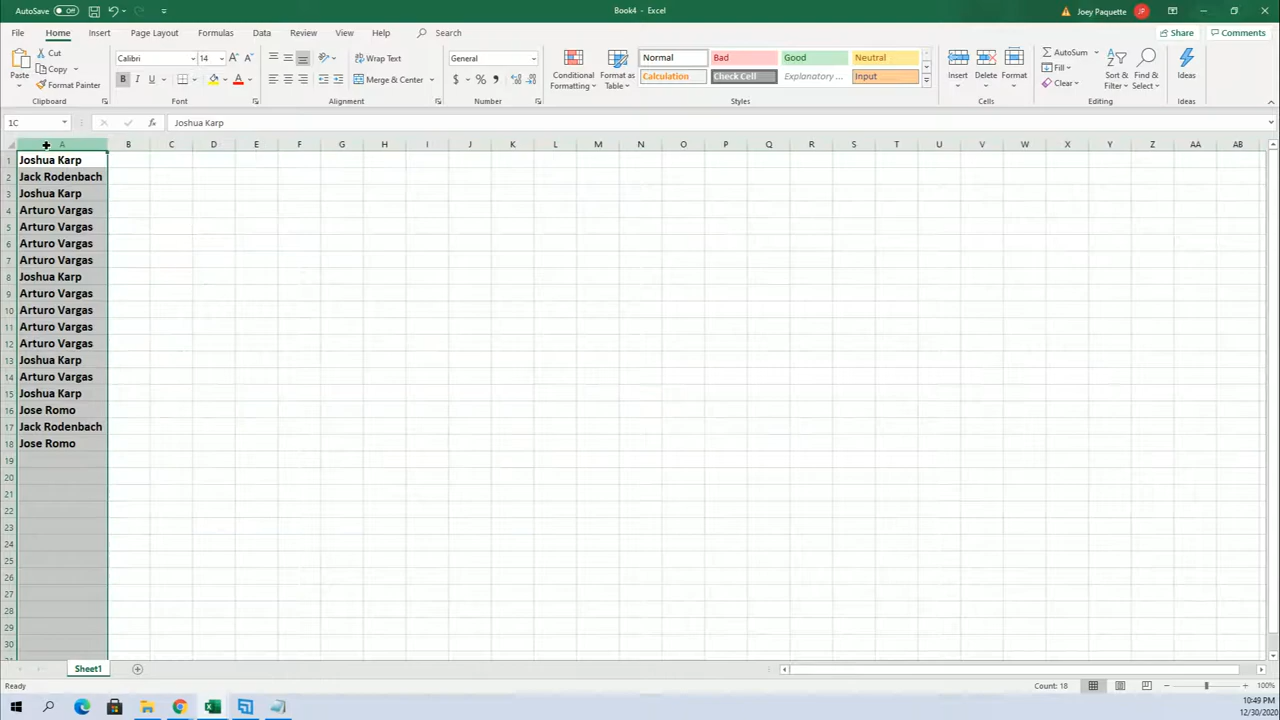 AutoSave Off
Book4 - Excel
Joey Paquette JP
File Home Insert Page Layout Formulas Data Review View Help Search
Share Comments
Paste
Cut
Copy
Format Painter
Clipboard
Calibri 14
B I U
Font
Wrap Text
Merge & Center
Alignment
General
$ % ,
Number
Conditional Formatting
Format as Table
Normal Bad Good Neutral
Calculation Check Cell Explanatory ... Input
Styles
Insert Delete Format
Cells
AutoSum
Fill
Clear
Sort & Filter
Find & Select
Editing
Ideas
Ideas
1C fx Joshua Karp
A B C D E F G H I J K L M N O P Q R S T U V W X Y Z AA AB
1 Joshua Karp
2 Jack Rodenbach
3 Joshua Karp
4 Arturo Vargas
5 Arturo Vargas
6 Arturo Vargas
7 Arturo Vargas
8 Joshua Karp
9 Arturo Vargas
10 Arturo Vargas
11 Arturo Vargas
12 Arturo Vargas
13 Joshua Karp
14 Arturo Vargas
15 Joshua Karp
16 Jose Romo
17 Jack Rodenbach
18 Jose Romo
19
20
21
22
23
24
25
26
27
28
29
30
Sheet1
Ready
Count: 18
100%
10:49 PM
12/30/2020